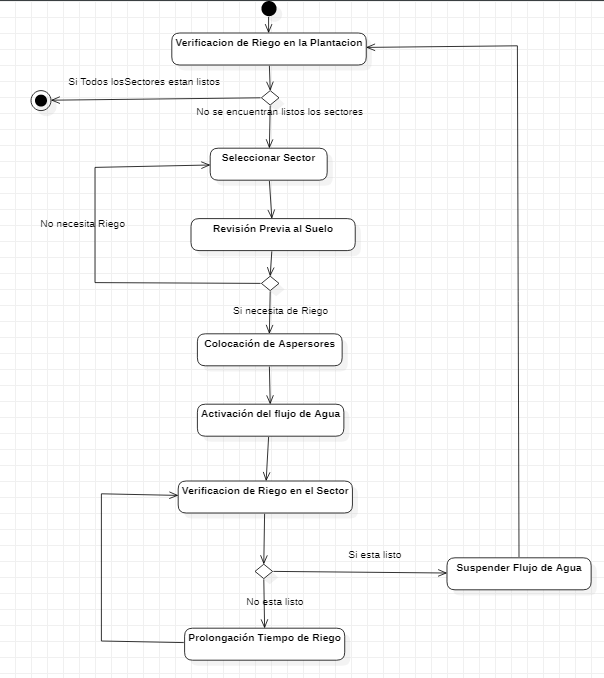 Verificacion de Riego en la Plantacion
Si Todos losSectores estan listos
No se encuentran listos los sectores
Seleccionar Sector
No necesita Riego
Revisión Previa al Suelo
Si necesita de Riego
Colocación de Aspersores
Activación del flujo de Agua
Verificacion de Riego en el Sector
Si esta listo
Suspender Flujo de Agua
No esta listo
Prolongación Tiempo de Riego